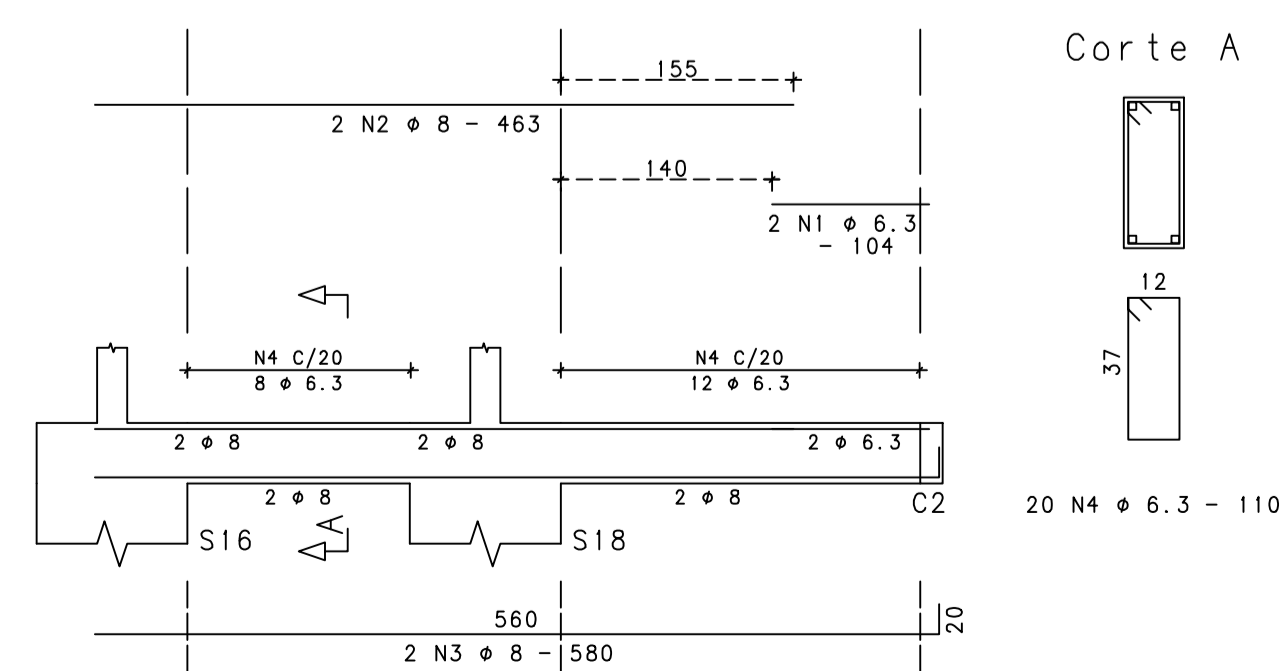 Corte A
155
2 N2 ϕ 8 - 463
140
2 N1 ϕ 6.3
- 104
12
37
N4 C/20
8 ϕ 6.3
N4 C/20
12 ϕ 6.3
2 ϕ 8
2 ϕ 8
2 ϕ 6.3
2 ϕ 8
2 ϕ 8
C2
20 N4 ϕ 6.3 - 110
A
S16
S18
560
20
2 N3 ϕ 8 - 580